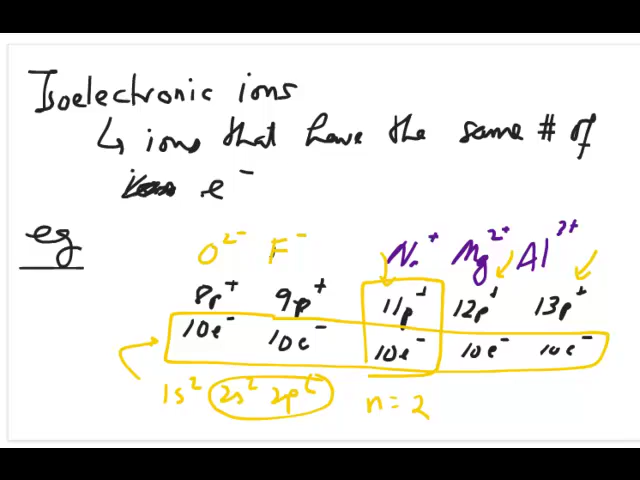 Isoelectronic ions
↳ ions that have the same # of
e⁻
eg
O²⁻ F⁻ Na⁺ Mg²⁺ Al³⁺
8p⁺ 9p⁺ 11p⁺ 12p⁺ 13p⁺
10e⁻ 10e⁻ 10e⁻ 10e⁻ 10e⁻
1s² 2s² 2p⁶ n=2